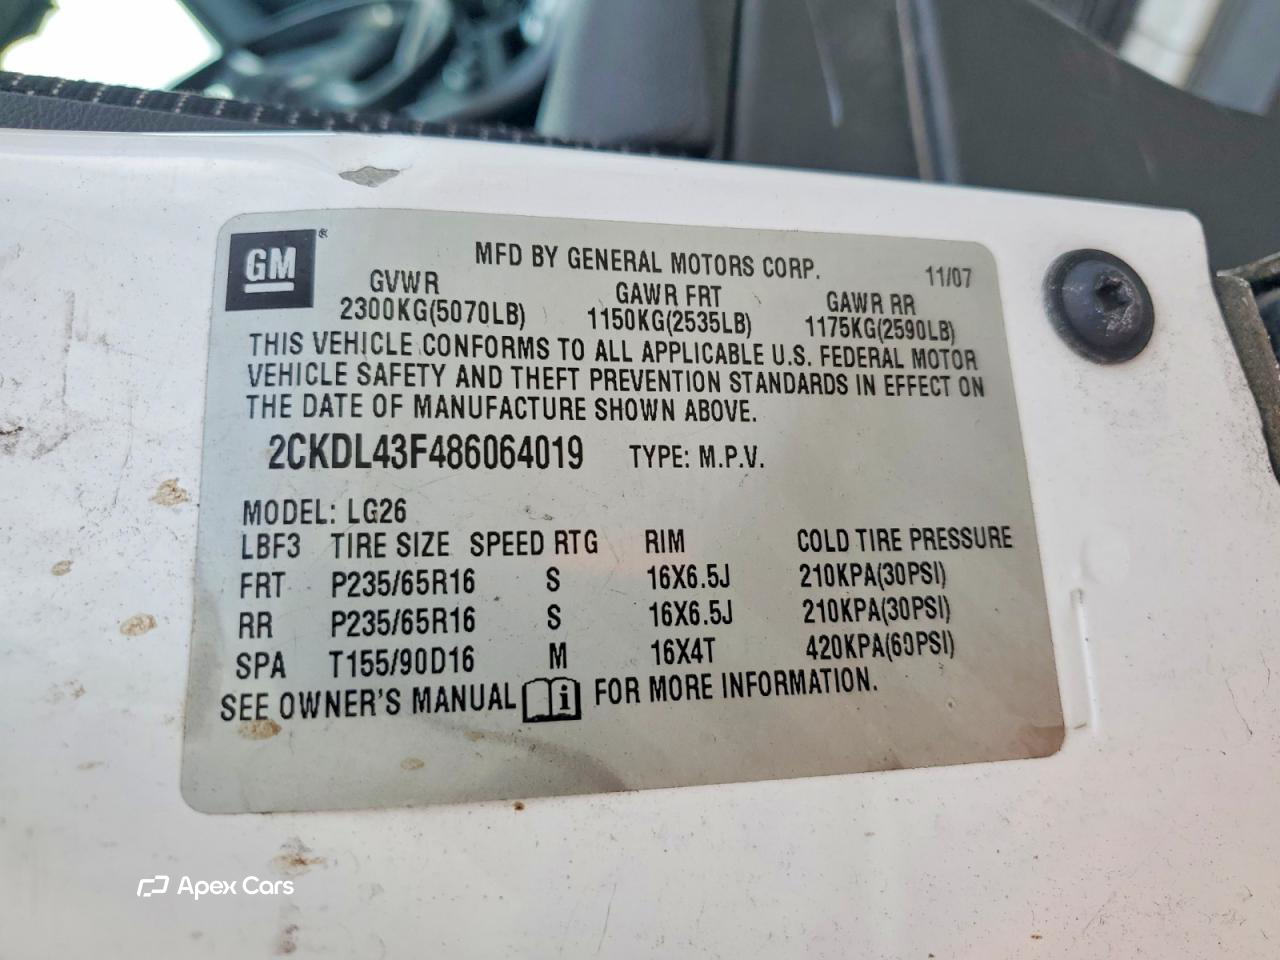 GM®
MFD BY GENERAL MOTORS CORP. 11/07
GVWR GAWR FRT GAWR RR
2300KG(5070LB) 1150KG(2535LB) 1175KG(2590LB)
THIS VEHICLE CONFORMS TO ALL APPLICABLE U.S. FEDERAL MOTOR
VEHICLE SAFETY AND THEFT PREVENTION STANDARDS IN EFFECT ON
THE DATE OF MANUFACTURE SHOWN ABOVE.
2CKDL43F486064019 TYPE: M.P.V.
MODEL: LG26
LBF3 TIRE SIZE SPEED RTG RIM COLD TIRE PRESSURE
FRT P235/65R16 S 16X6.5J 210KPA(30PSI)
RR P235/65R16 S 16X6.5J 210KPA(30PSI)
SPA T155/90D16 M 16X4T 420KPA(60PSI)
SEE OWNER'S MANUAL i FOR MORE INFORMATION.
Apex Cars